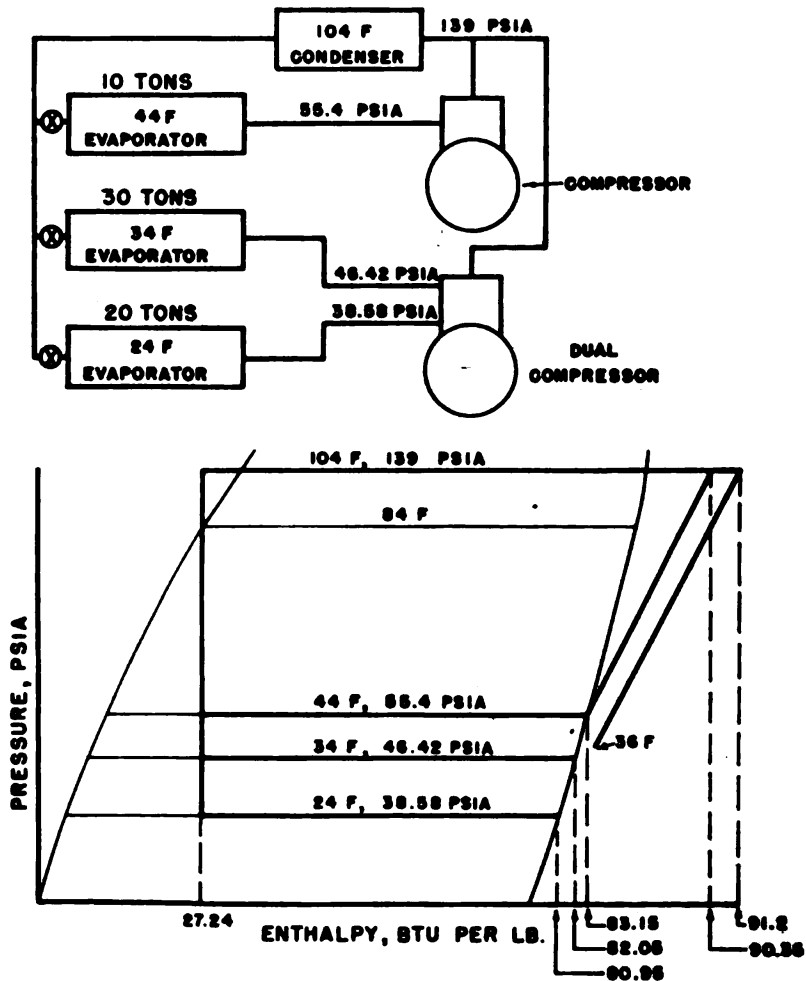 104 F
CONDENSER
139 PSIA
10 TONS
44F
EVAPORATOR
55.4 PSIA
COMPRESSOR
30 TONS
34 F
EVAPORATOR
46.42 PSIA
38.58 PSIA
20 TONS
24 F
EVAPORATOR
DUAL
COMPRESSOR
104 F, 139 PSIA
84 F
PRESSURE, PSIA
44 F, 55.4 PSIA
36 F
34 F, 46.42 PSIA
24 F, 38.58 PSIA
27.24
ENTHALPY, BTU PER LB.
83.15
91.2
82.06
90.36
80.96